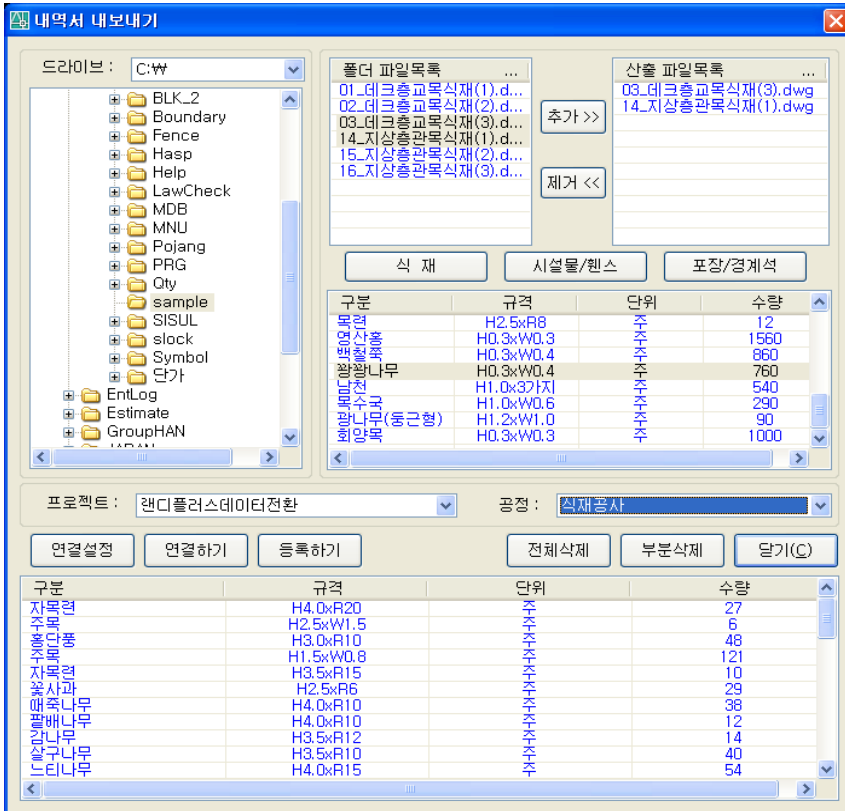 내역서 내보내기
드라이브 : C:₩
BLK_2
Boundary
Fence
Hasp
Help
LawCheck
MDB
MNU
Pojang
PRG
Qty
sample
SISUL
slock
Symbol
단가
EntLog
Estimate
GroupHAN
폴더 파일목록 ...
01_데크층교목식재(1).d...
02_데크층교목식재(2).d...
03_데크층교목식재(3).d...
14_지상층관목식재(1).d...
15_지상층관목식재(2).d...
16_지상층관목식재(3).d...
추가 >>
제거 <<
산출 파일목록 ...
03_데크층교목식재(3).dwg
14_지상층관목식재(1).dwg
식 재 시설물/휀스 포장/경계석
구분 규격 단위 수량
목련 H2.5xR8 주 12
영산홍 H0.3xW0.3 주 1560
백철쭉 H0.3xW0.4 주 860
꽝꽝나무 H0.3xW0.4 주 760
남천 H1.0x3가지 주 540
목수국 H1.0xW0.6 주 290
광나무(둥근형) H1.2xW1.0 주 90
회양목 H0.3xW0.3 주 1000
프로젝트 : 랜디플러스데이터전환 공정 : 식재공사
연결설정 연결하기 등록하기 전체삭제 부분삭제 닫기(C)
구분 규격 단위 수량
자목련 H4.0xR20 주 27
주목 H2.5xW1.5 주 6
홍단풍 H3.0xR10 주 48
주목 H1.5xW0.8 주 121
자목련 H3.5xR15 주 10
꽃사과 H2.5xR6 주 29
때죽나무 H4.0xR10 주 38
팥배나무 H4.0xR10 주 12
감나무 H3.5xR12 주 14
살구나무 H3.5xR10 주 40
느티나무 H4.0xR15 주 54